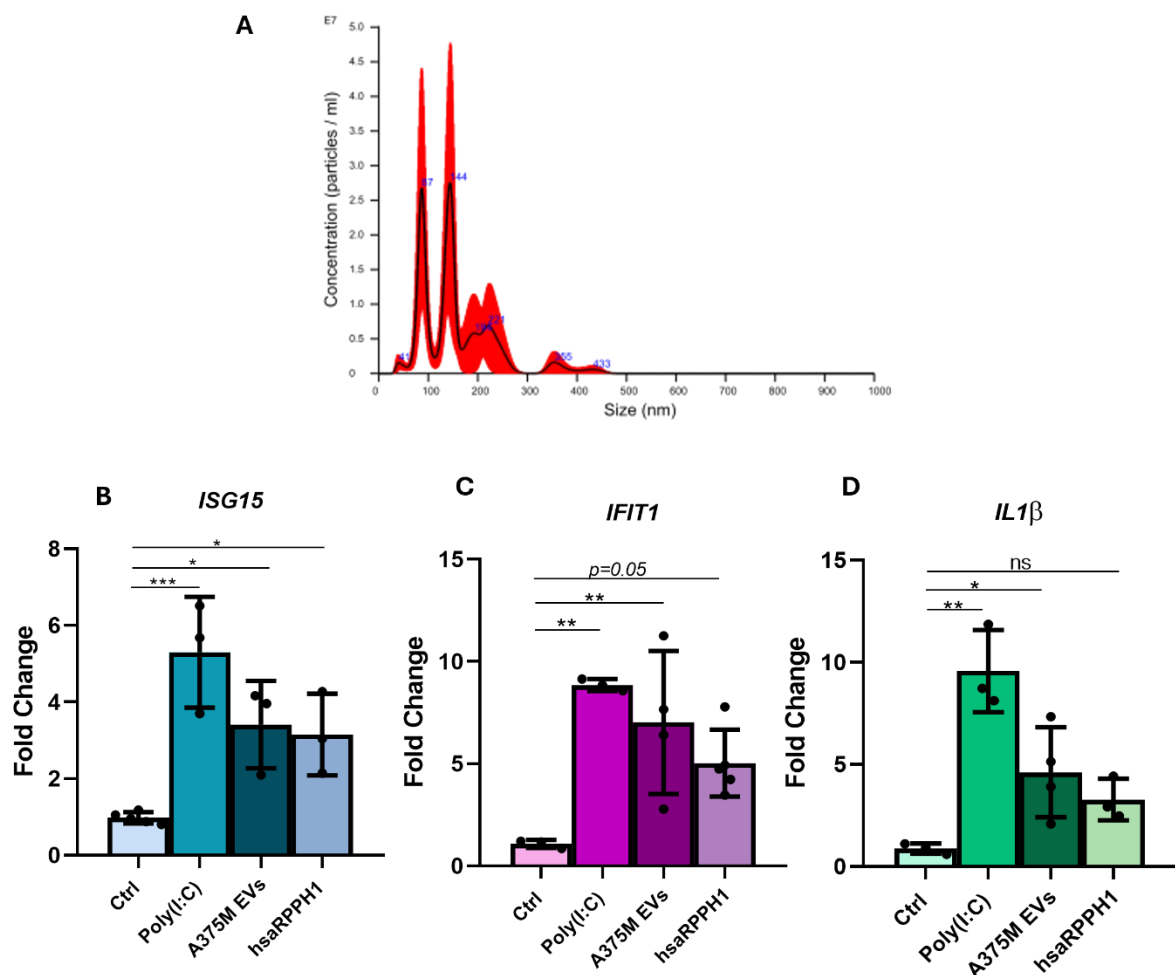 A
E7
Concentration (particles / ml)
5.0
4.5
4.0
3.5
3.0
2.5
2.0
1.5
1.0
0.5
0
41
144
221
433
0 100 200 300 400 500 600 700 800 900 1000
Size (nm)
B
ISG15
*
*
***
Fold Change
8
6
4
2
0
Ctrl
Poly(I:C)
A375M EVs
hsaRPPH1
C
IFIT1
p=0.05
**
**
Fold Change
15
10
5
0
Ctrl
Poly(I:C)
A375M EVs
hsaRPPH1
D
IL1β
ns
*
**
Fold Change
15
10
5
0
Ctrl
Poly(I:C)
A375M EVs
hsaRPPH1